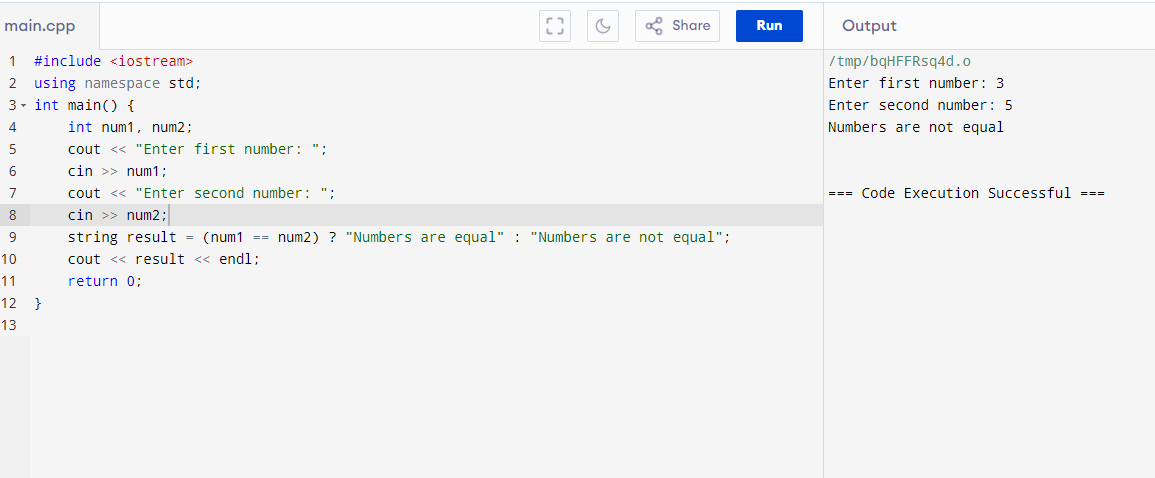 main.cpp
Share
Run
Output
1 #include <iostream>
2 using namespace std;
3 int main() {
4     int num1, num2;
5     cout << "Enter first number: ";
6     cin >> num1;
7     cout << "Enter second number: ";
8     cin >> num2;
9     string result = (num1 == num2) ? "Numbers are equal" : "Numbers are not equal";
10     cout << result << endl;
11     return 0;
12 }
13
/tmp/bqHFFRsq4d.o
Enter first number: 3
Enter second number: 5
Numbers are not equal
=== Code Execution Successful ===